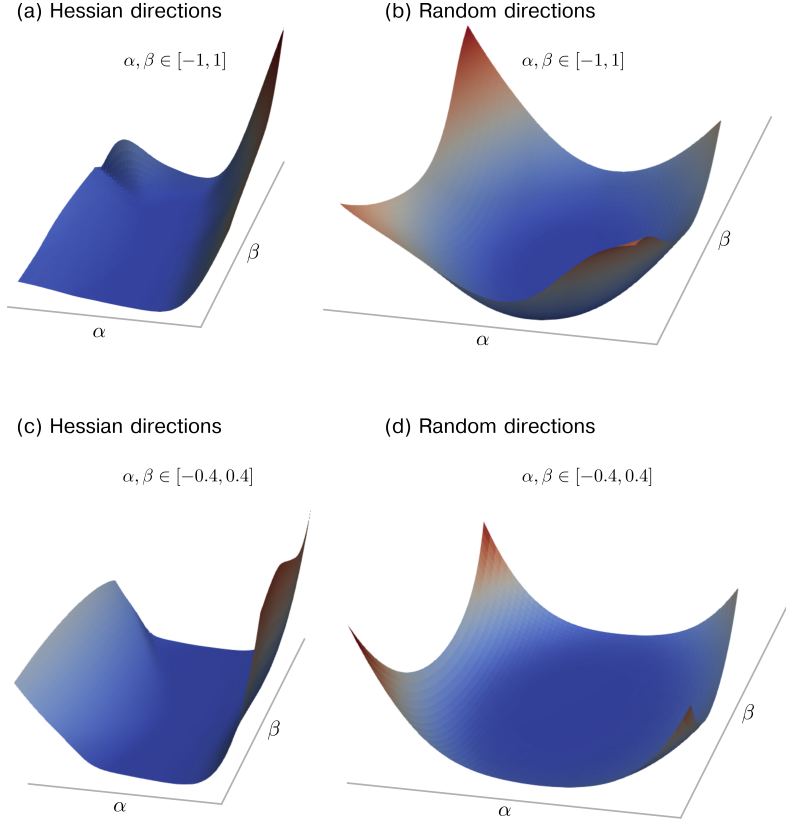 (a) Hessian directions
(b) Random directions
α, β ∈ [−1, 1]
α, β ∈ [−1, 1]
β
β
α
α
(c) Hessian directions
(d) Random directions
α, β ∈ [−0.4, 0.4]
α, β ∈ [−0.4, 0.4]
β
β
α
α